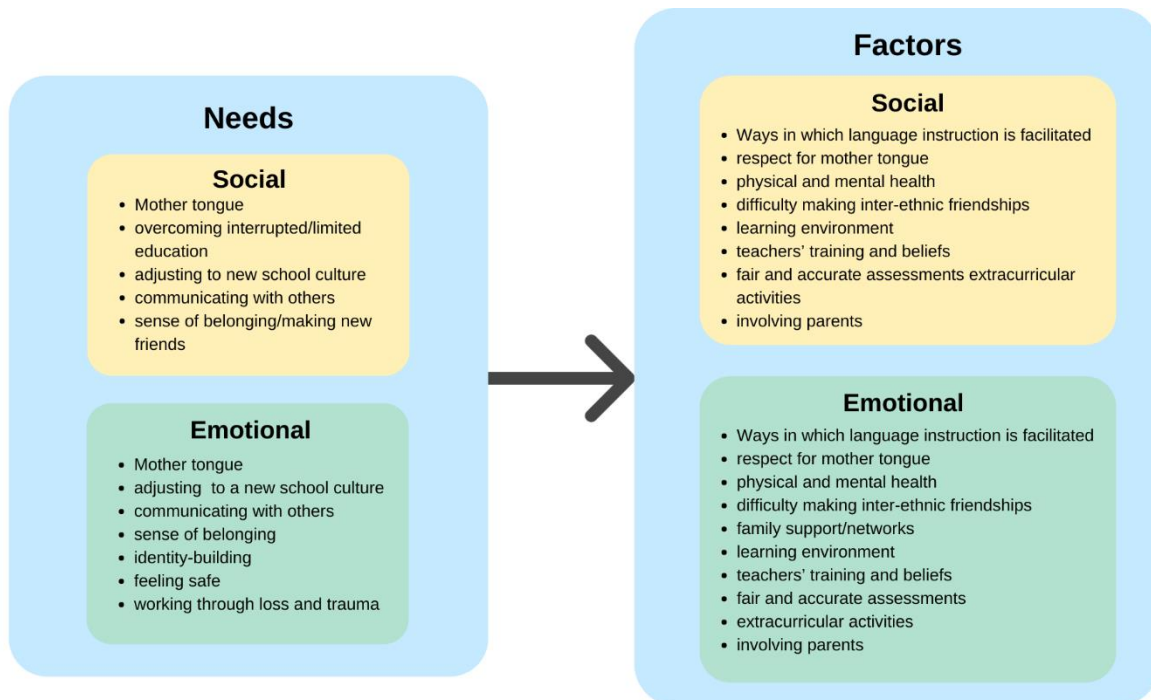 Needs
Social
• Mother tongue
• overcoming interrupted/limited
education
• adjusting to new school culture
• communicating with others
• sense of belonging/making new
friends
Emotional
• Mother tongue
• adjusting  to a new school culture
• communicating with others
• sense of belonging
• identity-building
• feeling safe
• working through loss and trauma
Factors
Social
• Ways in which language instruction is facilitated
• respect for mother tongue
• physical and mental health
• difficulty making inter-ethnic friendships
• learning environment
• teachers’ training and beliefs
• fair and accurate assessments extracurricular
activities
• involving parents
Emotional
• Ways in which language instruction is facilitated
• respect for mother tongue
• physical and mental health
• difficulty making inter-ethnic friendships
• family support/networks
• learning environment
• teachers’ training and beliefs
• fair and accurate assessments
• extracurricular activities
• involving parents